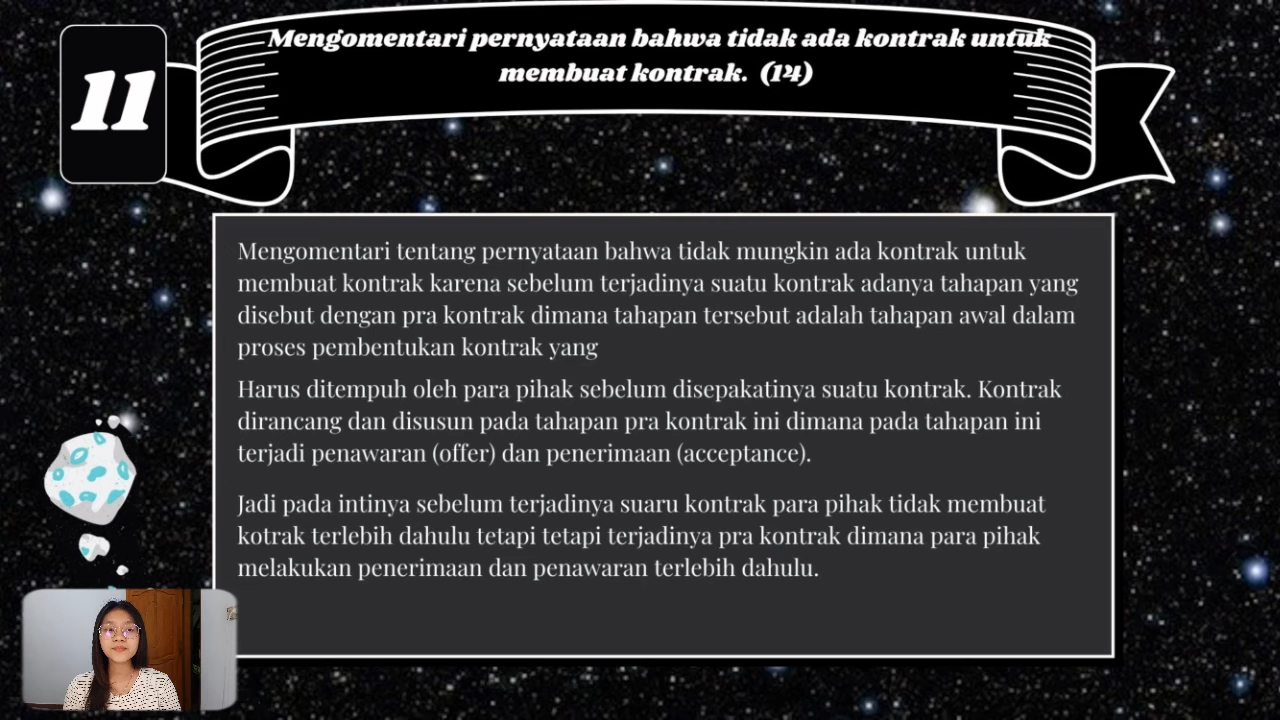 11
Mengomentari pernyataan bahwa tidak ada kontrak untuk
membuat kontrak. (14)
Mengomentari tentang pernyataan bahwa tidak mungkin ada kontrak untuk
membuat kontrak karena sebelum terjadinya suatu kontrak adanya tahapan yang
disebut dengan pra kontrak dimana tahapan tersebut adalah tahapan awal dalam
proses pembentukan kontrak yang
Harus ditempuh oleh para pihak sebelum disepakatinya suatu kontrak. Kontrak
dirancang dan disusun pada tahapan pra kontrak ini dimana pada tahapan ini
terjadi penawaran (offer) dan penerimaan (acceptance).
Jadi pada intinya sebelum terjadinya suaru kontrak para pihak tidak membuat
kotrak terlebih dahulu tetapi tetapi terjadinya pra kontrak dimana para pihak
melakukan penerimaan dan penawaran terlebih dahulu.